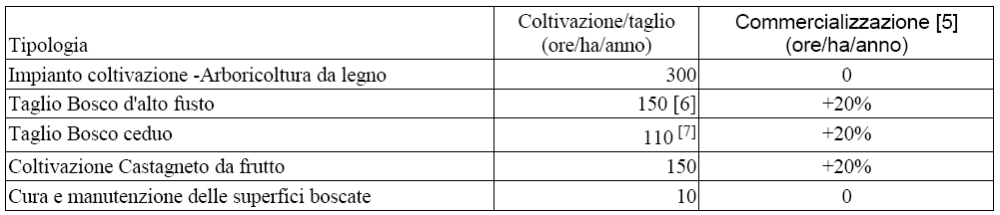 Tipologia Coltivazione/taglio (ore/ha/anno) Commercializzazione [5] (ore/ha/anno)
Impianto coltivazione -Arboricoltura da legno 300 0
Taglio Bosco d'alto fusto 150 [6] +20%
Taglio Bosco ceduo 110 [7] +20%
Coltivazione Castagneto da frutto 150 +20%
Cura e manutenzione delle superfici boscate 10 0